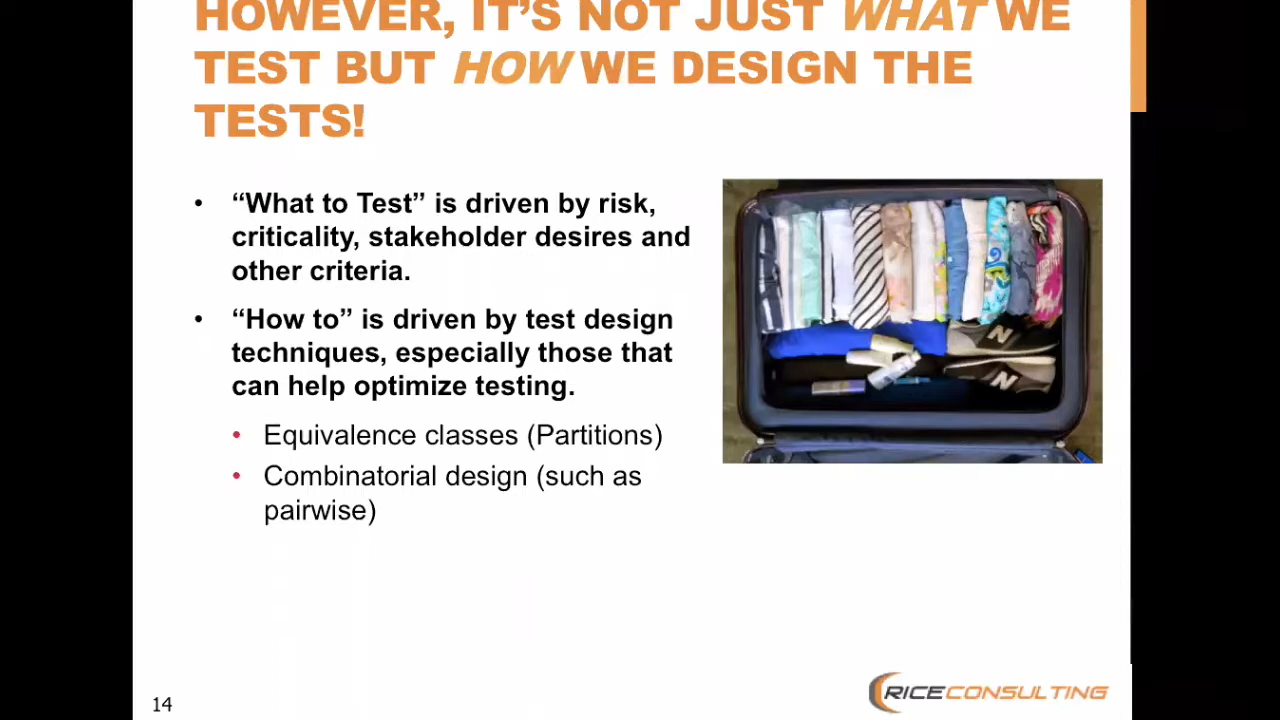 HOWEVER, IT’S NOT JUST WHAT WE
TEST BUT HOW WE DESIGN THE
TESTS!
• “What to Test” is driven by risk,
criticality, stakeholder desires and
other criteria.
• “How to” is driven by test design
techniques, especially those that
can help optimize testing.
• Equivalence classes (Partitions)
• Combinatorial design (such as
pairwise)
N
N
14
RICECONSULTING